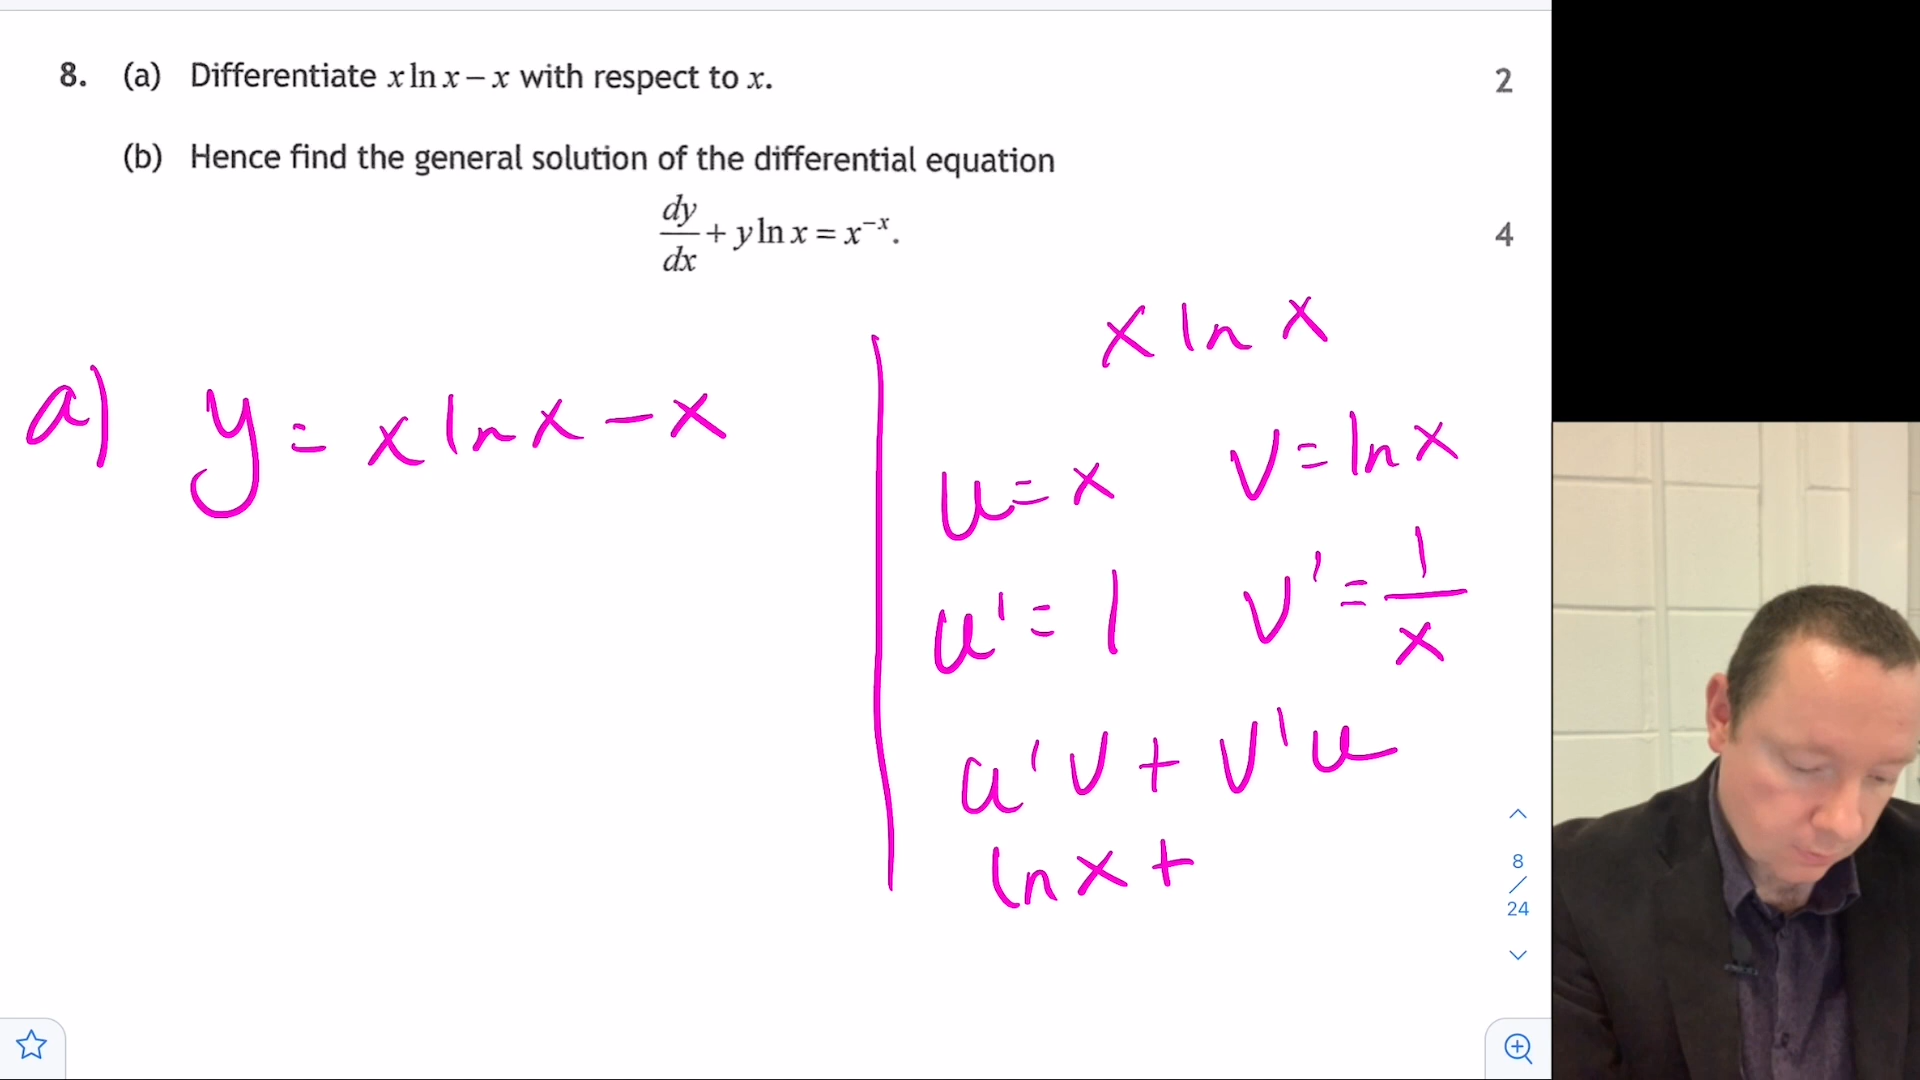 8. (a) Differentiate x ln x − x with respect to x. 2
(b) Hence find the general solution of the differential equation
dy/dx + y ln x = x^{−x}. 4
a) y = x ln x − x
x ln x
u = x v = ln x
u' = 1 v' = 1/x
u'v + v'u
ln x +
8
/
24